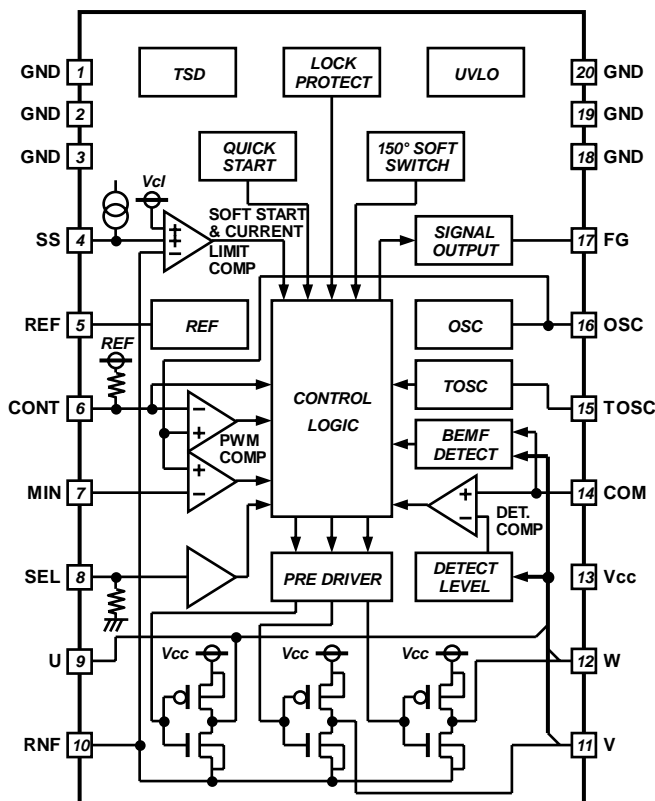 TSD
LOCK
PROTECT
UVLO
GND 1
20 GND
GND 2
19 GND
GND 3
18 GND
QUICK
START
150° SOFT
SWITCH
Vcl
SOFT START
& CURRENT
LIMIT
COMP
SS 4
SIGNAL
OUTPUT
17 FG
REF 5
REF
OSC
16 OSC
REF
CONT 6
CONTROL
LOGIC
TOSC
15 TOSC
PWM
COMP
BEMF
DETECT
MIN 7
14 COM
DET.
COMP
SEL 8
PRE DRIVER
DETECT
LEVEL
13 Vcc
Vcc
Vcc
Vcc
U 9
12 W
RNF 10
11 V